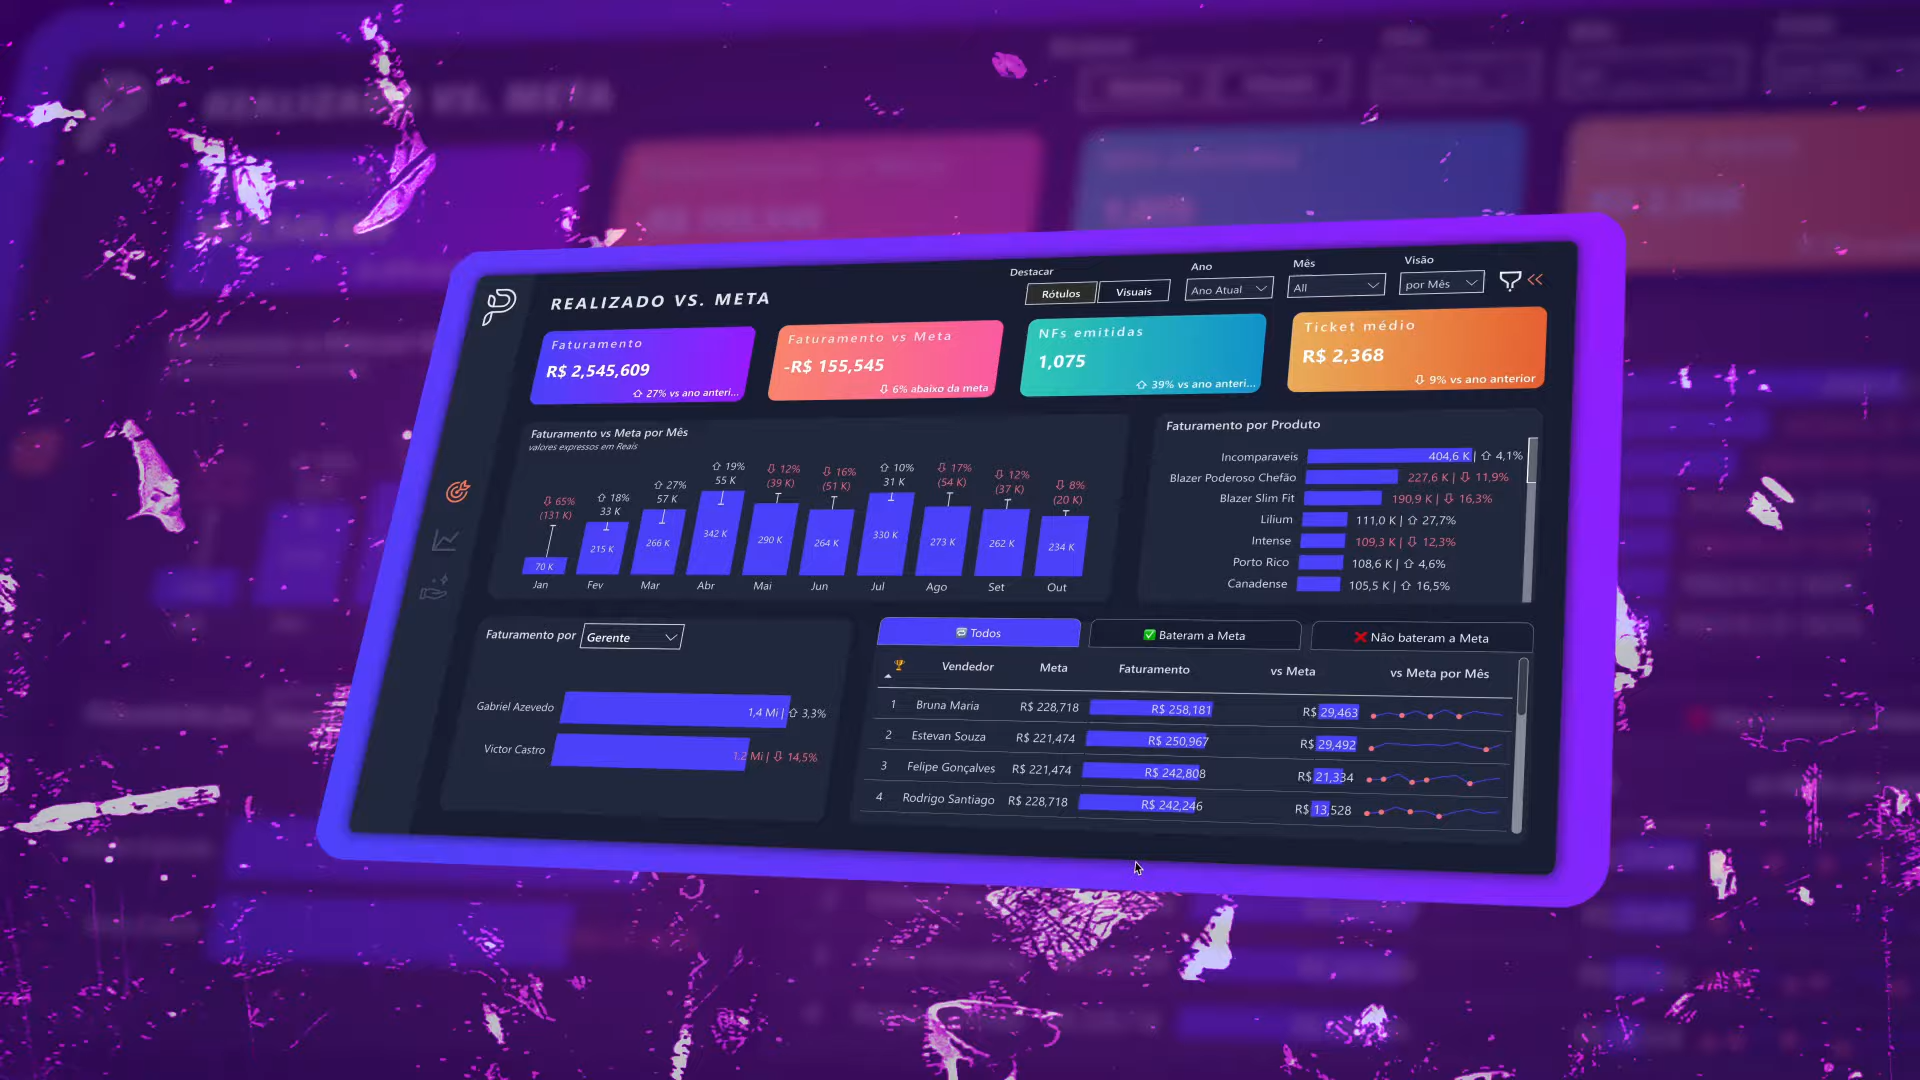 REALIZADO VS. META
REALIZADO VS. META
Destacar
Rótulos
Visuais
Ano
Ano Atual
Mês
All
Visão
por Mês
Faturamento
R$ 2,545,609
27% vs ano anteri...
Faturamento vs Meta
-R$ 155,545
6% abaixo da meta
NFs emitidas
1,075
39% vs ano anteri...
Ticket médio
R$ 2,368
9% vs ano anterior
Faturamento vs Meta por Mês
valores expressos em Reais
65%
(131 K)
70 K
Jan
18%
33 K
215 K
Fev
27%
57 K
266 K
Mar
19%
55 K
342 K
Abr
12%
(39 K)
290 K
Mai
16%
(51 K)
264 K
Jun
10%
31 K
330 K
Jul
17%
(54 K)
273 K
Ago
12%
(37 K)
262 K
Set
8%
(20 K)
234 K
Out
Faturamento por Produto
Incomparaveis 404,6 K | ⇧ 4,1%
Blazer Poderoso Chefão 227,6 K | ⇩ 11,9%
Blazer Slim Fit 190,9 K | ⇩ 16,3%
Lilium 111,0 K | ⇧ 27,7%
Intense 109,3 K | ⇩ 12,3%
Porto Rico 108,6 K | ⇧ 4,6%
Canadense 105,5 K | ⇧ 16,5%
Faturamento por Gerente
Gabriel Azevedo 1,4 Mi | ⇧ 3,3%
Victor Castro 1,2 Mi | ⇩ 14,5%
Todos
Bateram a Meta
Não bateram a Meta
Vendedor Meta Faturamento vs Meta vs Meta por Mês
1 Bruna Maria R$ 228,718 R$ 258,181 R$ 29,463
2 Estevan Souza R$ 221,474 R$ 250,967 R$ 29,492
3 Felipe Gonçalves R$ 221,474 R$ 242,808 R$ 21,334
4 Rodrigo Santiago R$ 228,718 R$ 242,246 R$ 13,528